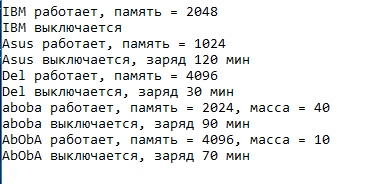 IBM работает, память = 2048
IBM выключается
Asus работает, память = 1024
Asus выключается, заряд 120 мин
Del работает, память = 4096
Del выключается, заряд 30 мин
aboba работает, память = 2024, масса = 40
aboba выключается, заряд 90 мин
AbObA работает, память = 4096, масса = 10
AbObA выключается, заряд 70 мин